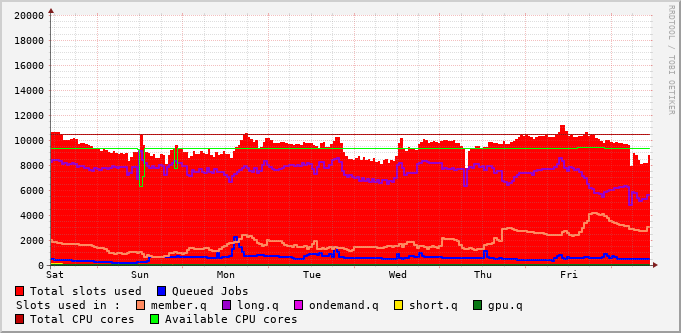 20000
18000
16000
14000
12000
10000
8000
6000
4000
2000
0
Sat Sun Mon Tue Wed Thu Fri
RRDTOOL / TOBI OETIKER
Total slots used Queued Jobs
Slots used in : member.q long.q ondemand.q short.q gpu.q
Total CPU cores Available CPU cores